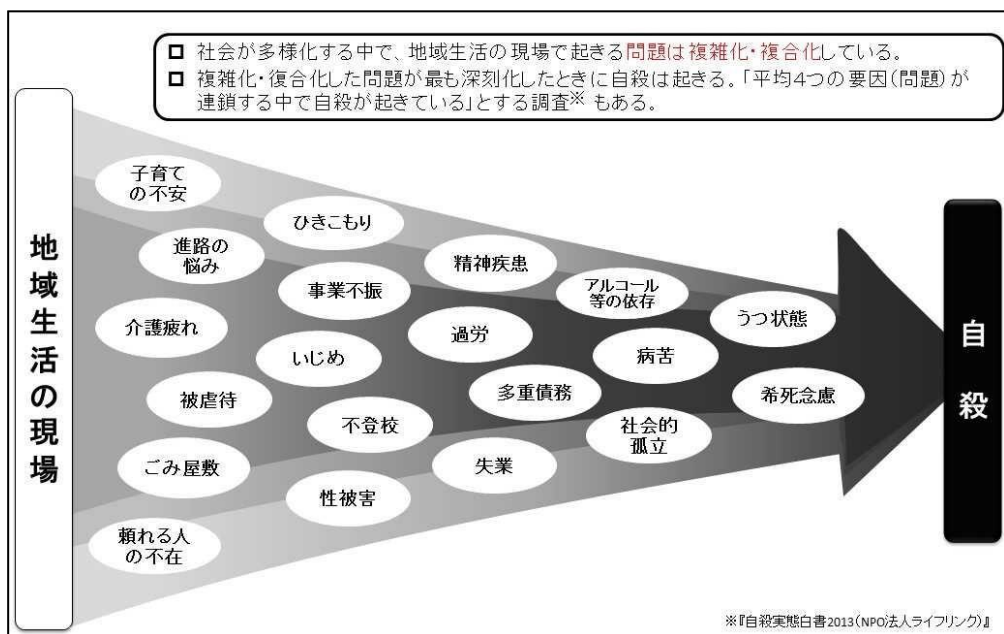 □ 社会が多様化する中で、地域生活の現場で起きる問題は複雑化・複合化している。
□ 複雑化・復合化した問題が最も深刻化したときに自殺は起きる。「平均4つの要因(問題)が
連鎖する中で自殺が起きている」とする調査※ もある。
地域生活の現場
子育て
の不安
進路の
悩み
介護疲れ
被虐待
ごみ屋敷
頼れる人
の不在
ひきこもり
事業不振
いじめ
不登校
性被害
精神疾患
過労
多重債務
失業
アルコール
等の依存
病苦
社会的
孤立
うつ状態
希死念慮
自殺
※『自殺実態白書2013(NPO法人ライフリンク)』